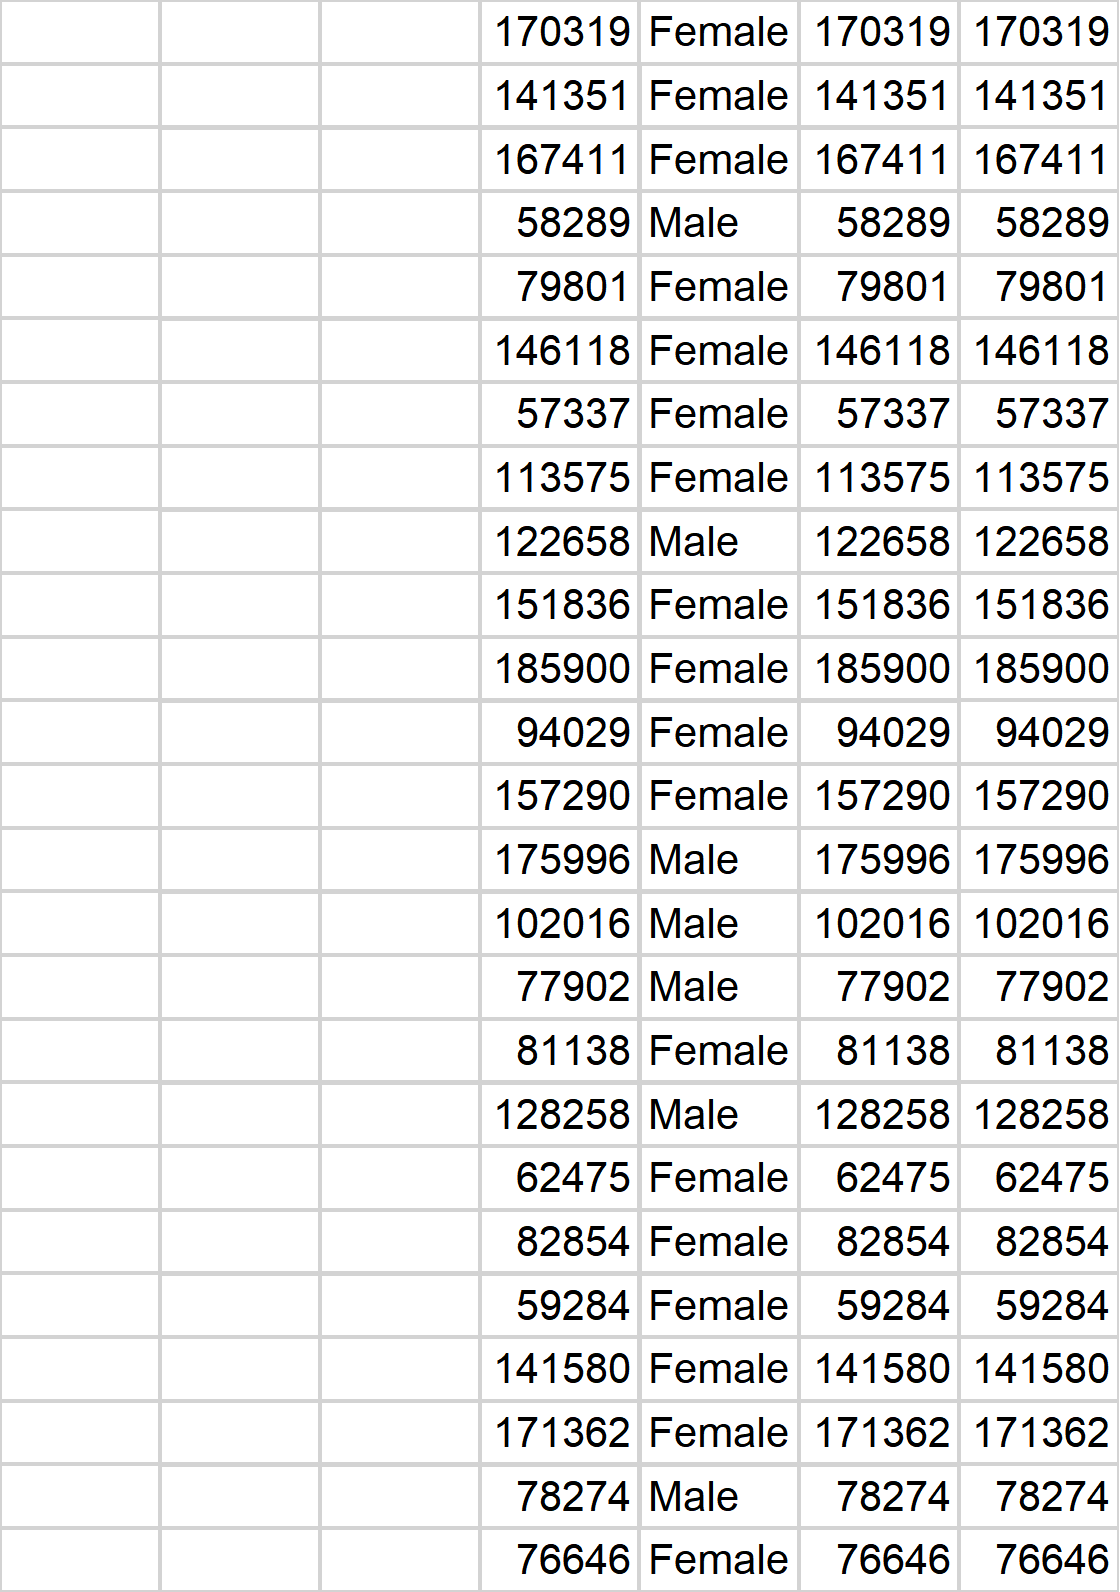 170319 Female 170319 170319
141351 Female 141351 141351
167411 Female 167411 167411
58289 Male 58289 58289
79801 Female 79801 79801
146118 Female 146118 146118
57337 Female 57337 57337
113575 Female 113575 113575
122658 Male 122658 122658
151836 Female 151836 151836
185900 Female 185900 185900
94029 Female 94029 94029
157290 Female 157290 157290
175996 Male 175996 175996
102016 Male 102016 102016
77902 Male 77902 77902
81138 Female 81138 81138
128258 Male 128258 128258
62475 Female 62475 62475
82854 Female 82854 82854
59284 Female 59284 59284
141580 Female 141580 141580
171362 Female 171362 171362
78274 Male 78274 78274
76646 Female 76646 76646